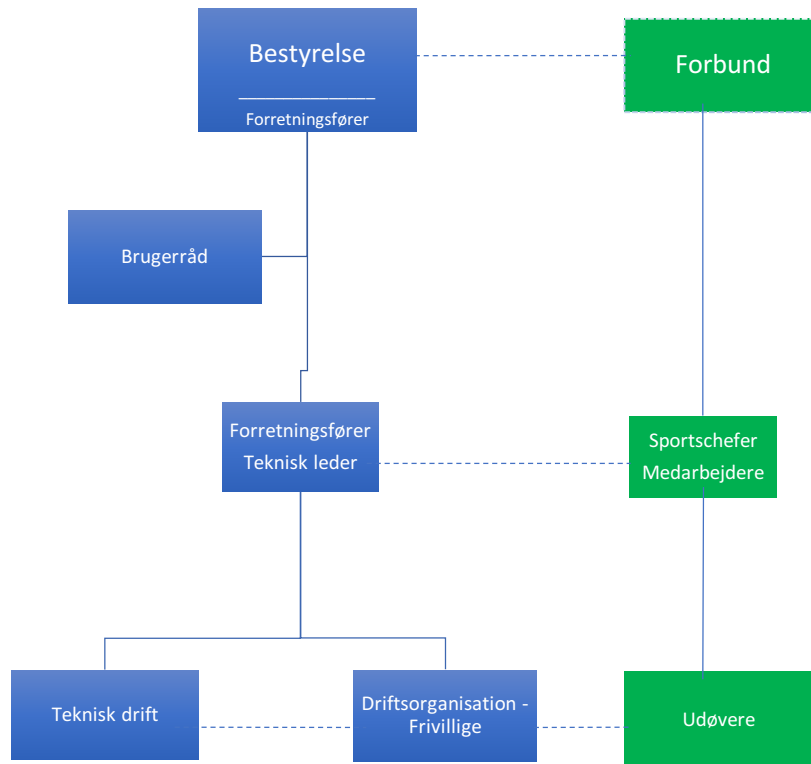 Bestyrelse
Forretningsfører
Forbund
Brugerråd
Forretningsfører
Teknisk leder
Sportschefer
Medarbejdere
Teknisk drift
Driftsorganisation -
Frivillige
Udøvere